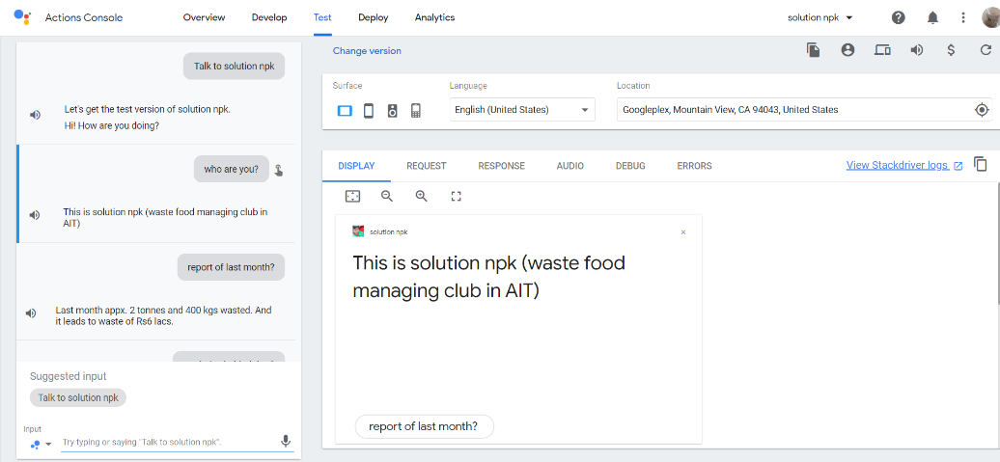 Actions Console
Overview
Develop
Test
Deploy
Analytics
solution npk
Talk to solution npk
Let's get the test version of solution npk.
Hi! How are you doing?
who are you?
This is solution npk (waste food managing club in
AIT)
report of last month?
Last month appx. 2 tonnes and 400 kgs wasted. And
it leads to waste of Rs6 lacs.
Suggested input
Talk to solution npk
Input
Try typing or saying "Talk to solution npk".
Change version
Surface
Language
Location
English (United States)
Googleplex, Mountain View, CA 94043, United States
DISPLAY
REQUEST
RESPONSE
AUDIO
DEBUG
ERRORS
View Stackdriver logs
solution npk
This is solution npk (waste food
managing club in AIT)
report of last month?